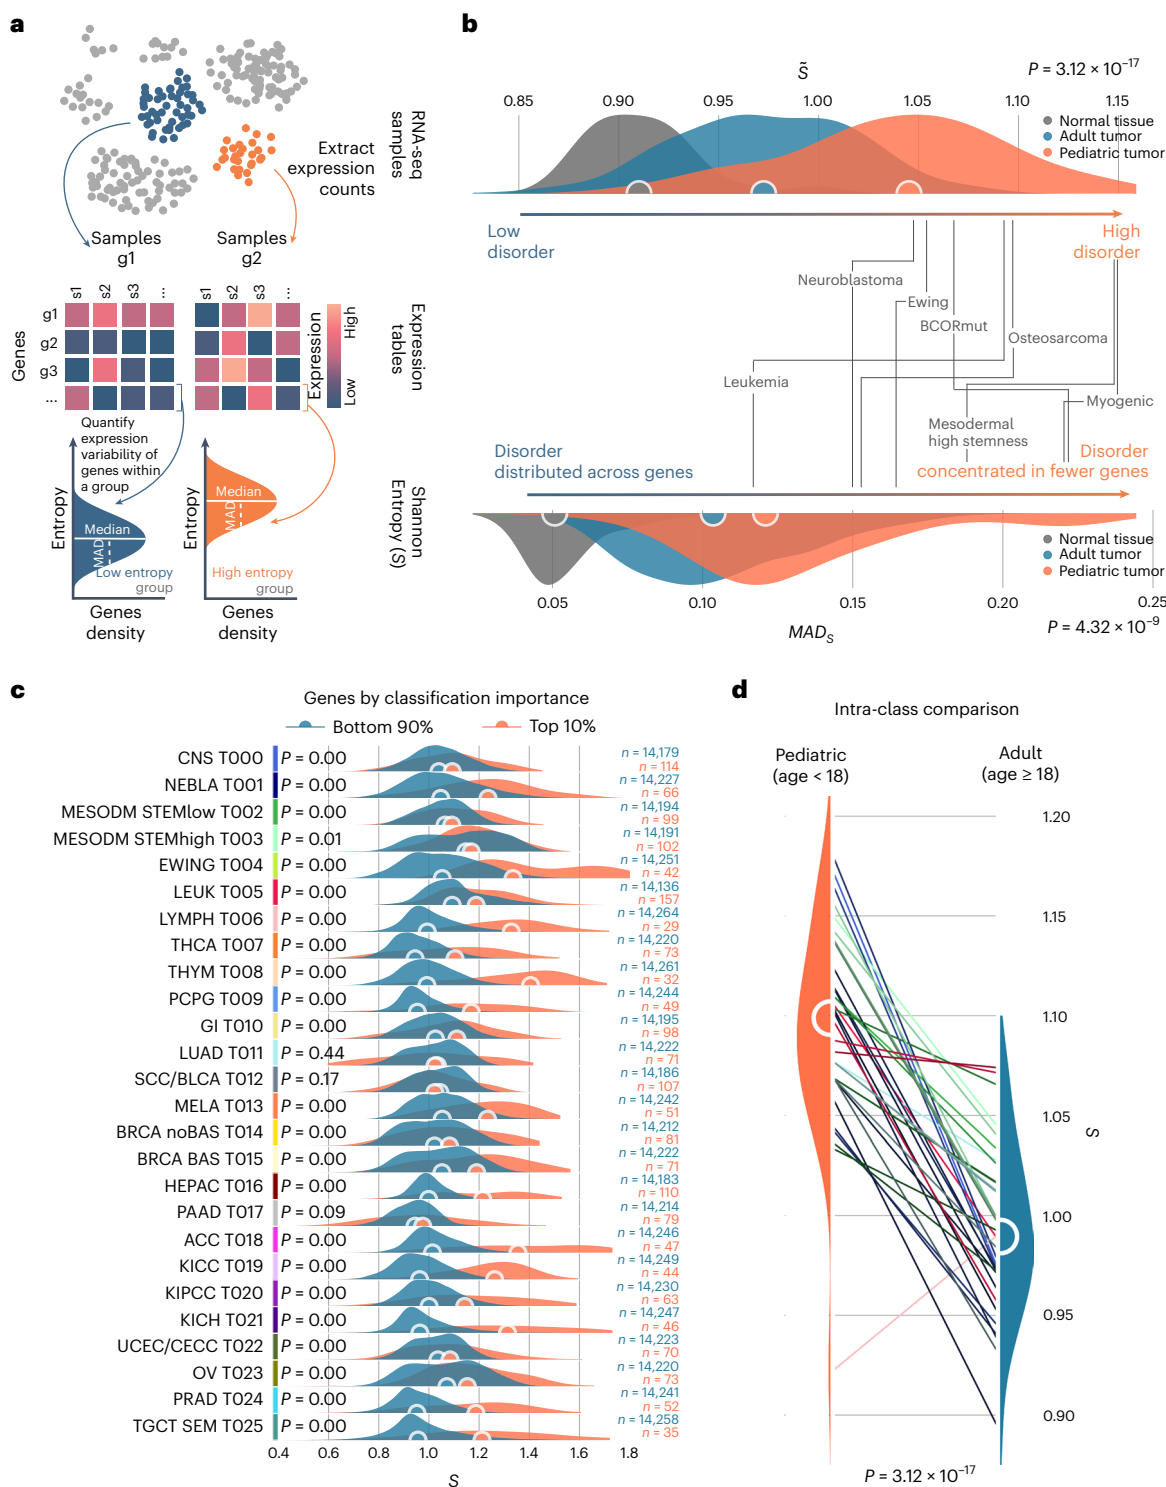 a
RNA-seq
samples
Extract
expression
counts
Samples
g1
Samples
g2
s1
s2
s3
...
s1
s2
s3
...
Genes
g1
g2
g3
...
Expression
High
Low
Expression
tables
Quantify
expression
variability of
genes within
a group
Entropy
Median
MAD
Low entropy
group
Genes
density
Entropy
Median
MAD
High entropy
group
Genes
density
Shannon
Entropy (S)
b
S̃
P = 3.12 × 10⁻¹⁷
0.85
0.90
0.95
1.00
1.05
1.10
1.15
Normal tissue
Adult tumor
Pediatric tumor
Low
disorder
High
disorder
Neuroblastoma
Ewing
BCORmut
Osteosarcoma
Leukemia
Myogenic
Mesodermal
high stemness
Disorder
distributed across genes
Disorder
concentrated in fewer genes
Normal tissue
Adult tumor
Pediatric tumor
0.05
0.10
0.15
0.20
0.25
MAD_S
P = 4.32 × 10⁻⁹
c
Genes by classification importance
Bottom 90%
Top 10%
CNS T000 P = 0.00 n = 14,179
n = 114
NEBLA T001 P = 0.00 n = 14,227
n = 66
MESODM STEMlow T002 P = 0.00 n = 14,194
n = 99
MESODM STEMhigh T003 P = 0.01 n = 14,191
n = 102
EWING T004 P = 0.00 n = 14,251
n = 42
LEUK T005 P = 0.00 n = 14,136
n = 157
LYMPH T006 P = 0.00 n = 14,264
n = 29
THCA T007 P = 0.00 n = 14,220
n = 73
THYM T008 P = 0.00 n = 14,261
n = 32
PCPG T009 P = 0.00 n = 14,244
n = 49
GI T010 P = 0.00 n = 14,195
n = 98
LUAD T011 P = 0.44 n = 14,222
n = 71
SCC/BLCA T012 P = 0.17 n = 14,186
n = 107
MELA T013 P = 0.00 n = 14,242
n = 51
BRCA noBAS T014 P = 0.00 n = 14,212
n = 81
BRCA BAS T015 P = 0.00 n = 14,222
n = 71
HEPAC T016 P = 0.00 n = 14,183
n = 110
PAAD T017 P = 0.09 n = 14,214
n = 79
ACC T018 P = 0.00 n = 14,246
n = 47
KICC T019 P = 0.00 n = 14,249
n = 44
KIPCC T020 P = 0.00 n = 14,230
n = 63
KICH T021 P = 0.00 n = 14,247
n = 46
UCEC/CECC T022 P = 0.00 n = 14,223
n = 70
OV T023 P = 0.00 n = 14,220
n = 73
PRAD T024 P = 0.00 n = 14,241
n = 52
TGCT SEM T025 P = 0.00 n = 14,258
n = 35
0.4
0.6
0.8
1.0
1.2
1.4
1.6
1.8
S
d
Intra-class comparison
Pediatric
(age < 18)
Adult
(age ≥ 18)
1.20
1.15
1.10
1.05
1.00
0.95
0.90
S
P = 3.12 × 10⁻¹⁷